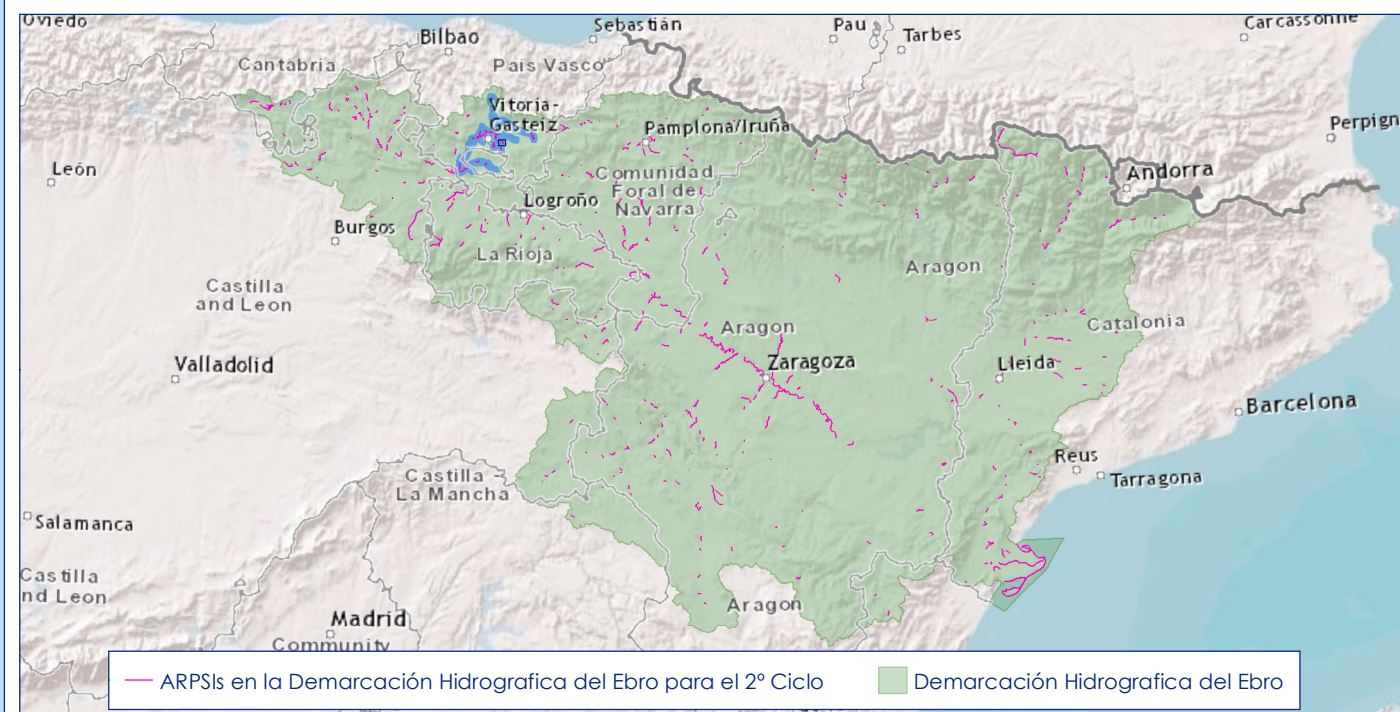 Oviedo
Sebastián
Pau
Carcassonne
Bilbao
Tarbes
Cantabria
Pais Vasco
Vitoria-
Gasteiz
Pamplona/Iruña
Perpign
León
Comunidad
Foral de
Navarra
Andorra
Logroño
Burgos
La Rioja
Aragon
Castilla
and Leon
Aragon
Catalonia
Valladolid
Zaragoza
Lleida
Barcelona
Reus
Castilla
La Mancha
Tarragona
Salamanca
Castilla
nd Leon
Aragon
Madrid
Community
ARPSIs en la Demarcación Hidrografica del Ebro para el 2º Ciclo
Demarcación Hidrografica del Ebro